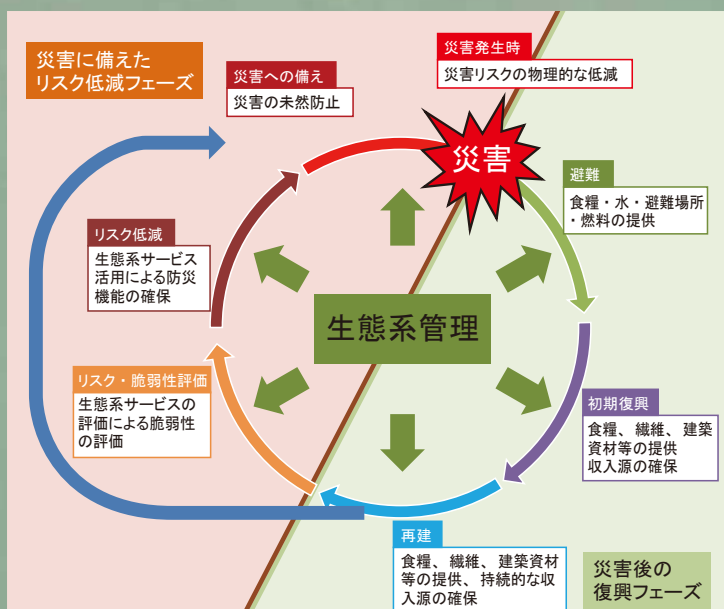 災害に備えた
リスク低減フェーズ
災害への備え
災害の未然防止
災害発生時
災害リスクの物理的な低減
災害
避難
食糧・水・避難場所
・燃料の提供
リスク低減
生態系サービス
活用による防災
機能の確保
生態系管理
リスク・脆弱性評価
生態系サービスの
評価による脆弱性
の評価
初期復興
食糧、繊維、建築
資材等の提供
収入源の確保
再建
食糧、繊維、建築資材
等の提供、持続的な収
入源の確保
災害後の
復興フェーズ